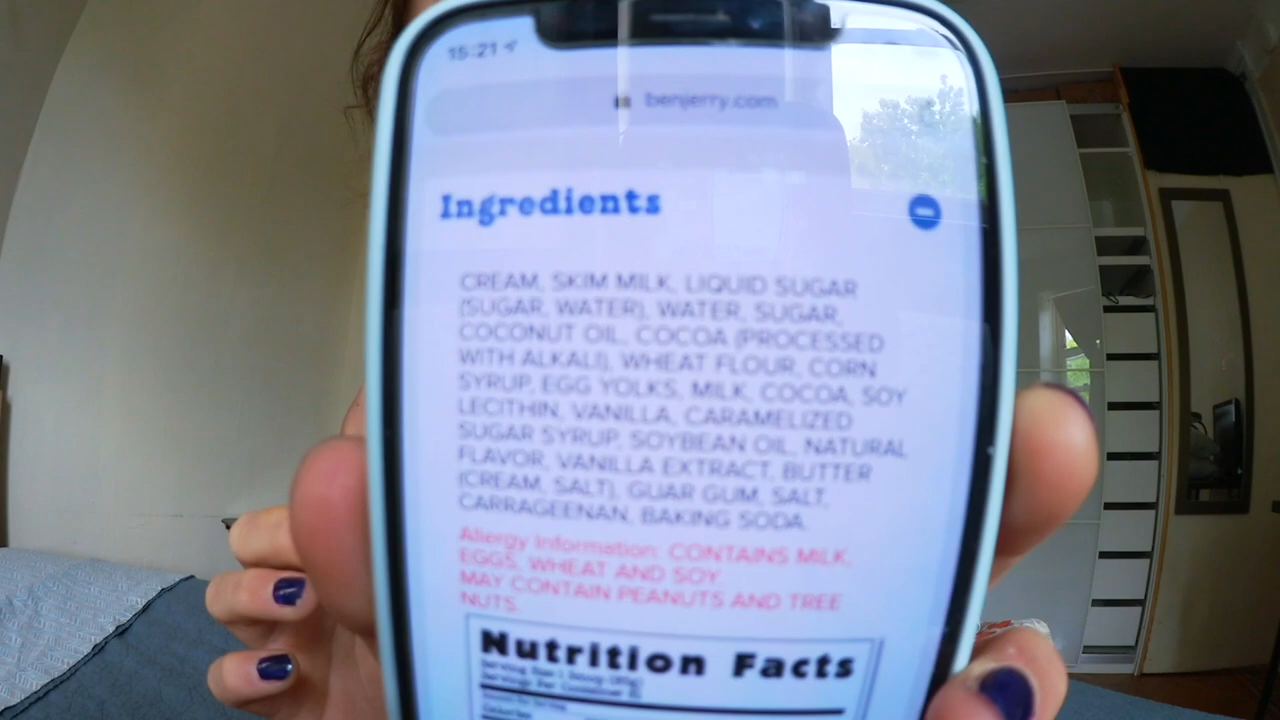 15:21
benjerry.com
Ingredients
CREAM, SKIM MILK, LIQUID SUGAR
(SUGAR, WATER), WATER, SUGAR,
COCONUT OIL, COCOA (PROCESSED
WITH ALKALI), WHEAT FLOUR, CORN
SYRUP, EGG YOLKS, MILK, COCOA, SOY
LECITHIN, VANILLA, CARAMELIZED
SUGAR SYRUP, SOYBEAN OIL, NATURAL
FLAVOR, VANILLA EXTRACT, BUTTER
(CREAM, SALT), GUAR GUM, SALT,
CARRAGEENAN, BAKING SODA
Allergy Information: CONTAINS MILK,
EGGS, WHEAT AND SOY.
MAY CONTAIN PEANUTS AND TREE
NUTS.
Nutrition Facts
Calories